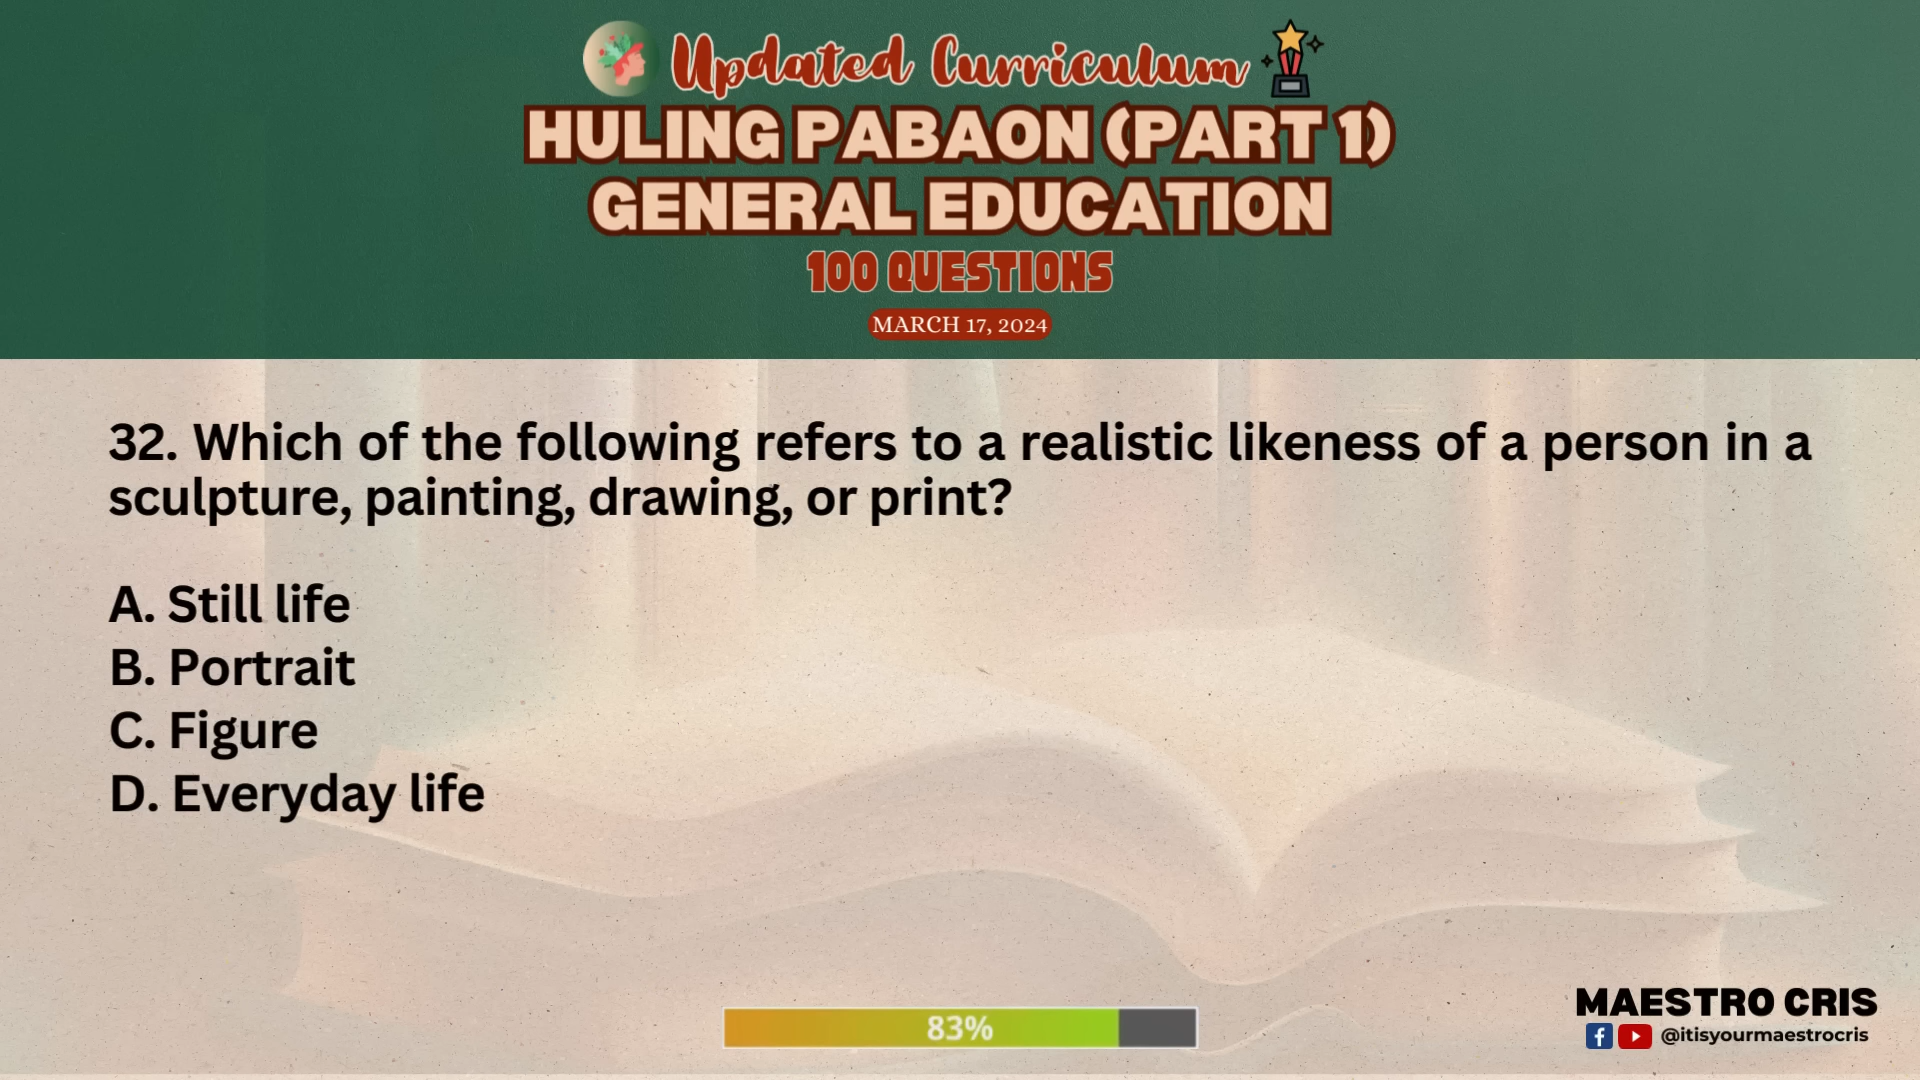 Updated Curriculum
HULING PABAON (PART 1)
GENERAL EDUCATION
100 QUESTIONS
MARCH 17, 2024
32. Which of the following refers to a realistic likeness of a person in a
sculpture, painting, drawing, or print?
A. Still life
B. Portrait
C. Figure
D. Everyday life
83%
MAESTRO CRIS
@itisyourmaestrocris